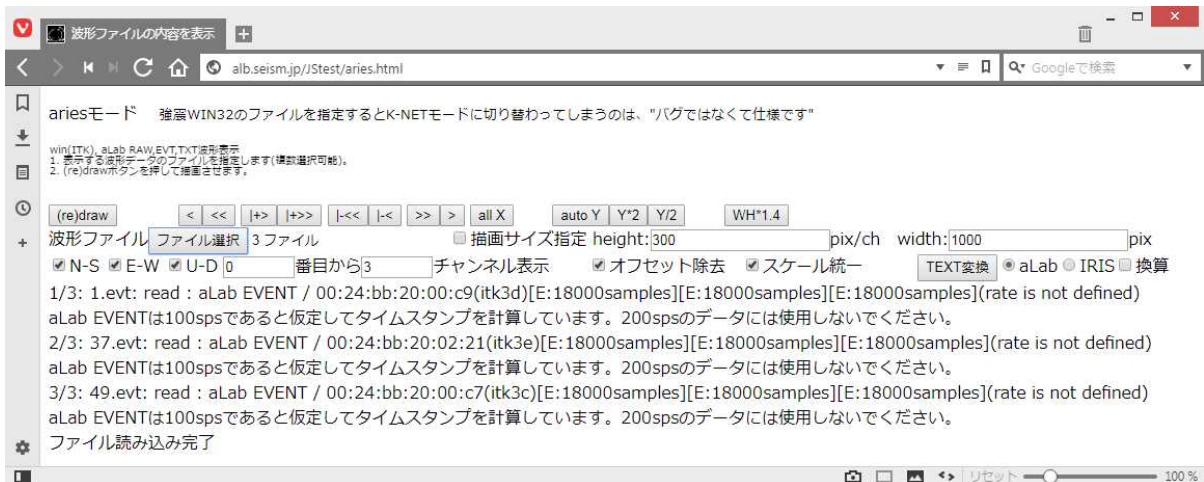 波形ファイルの内容を表示
alb.seism.jp/JStest/aries.html Googleで検索
ariesモード 強震WIN32のファイルを指定するとK-NETモードに切り替わってしまうのは、"バグではなくて仕様です"
win(ITK), aLab RAW,EVT,TXT波形表示
1. 表示する波形データのファイルを指定します(複数選択可能)。
2. (re)drawボタンを押して描画させます。
(re)draw < << |+> |+>> |-<< |-< >> > all X auto Y Y*2 Y/2 WH*1.4
波形ファイル ファイル選択 3 ファイル 描画サイズ指定 height:300 pix/ch width:1000 pix
N-S E-W U-D 0 番目から3 チャンネル表示 オフセット除去 スケール統一 TEXT変換 aLab IRIS 換算
1/3: 1.evt: read : aLab EVENT / 00:24:bb:20:00:c9(itk3d)[E:18000samples][E:18000samples][E:18000samples](rate is not defined)
aLab EVENTは100spsであると仮定してタイムスタンプを計算しています。200spsのデータには使用しないでください。
2/3: 37.evt: read : aLab EVENT / 00:24:bb:20:02:21(itk3e)[E:18000samples][E:18000samples][E:18000samples](rate is not defined)
aLab EVENTは100spsであると仮定してタイムスタンプを計算しています。200spsのデータには使用しないでください。
3/3: 49.evt: read : aLab EVENT / 00:24:bb:20:00:c7(itk3c)[E:18000samples][E:18000samples][E:18000samples](rate is not defined)
aLab EVENTは100spsであると仮定してタイムスタンプを計算しています。200spsのデータには使用しないでください。
ファイル読み込み完了
リセット 100 %